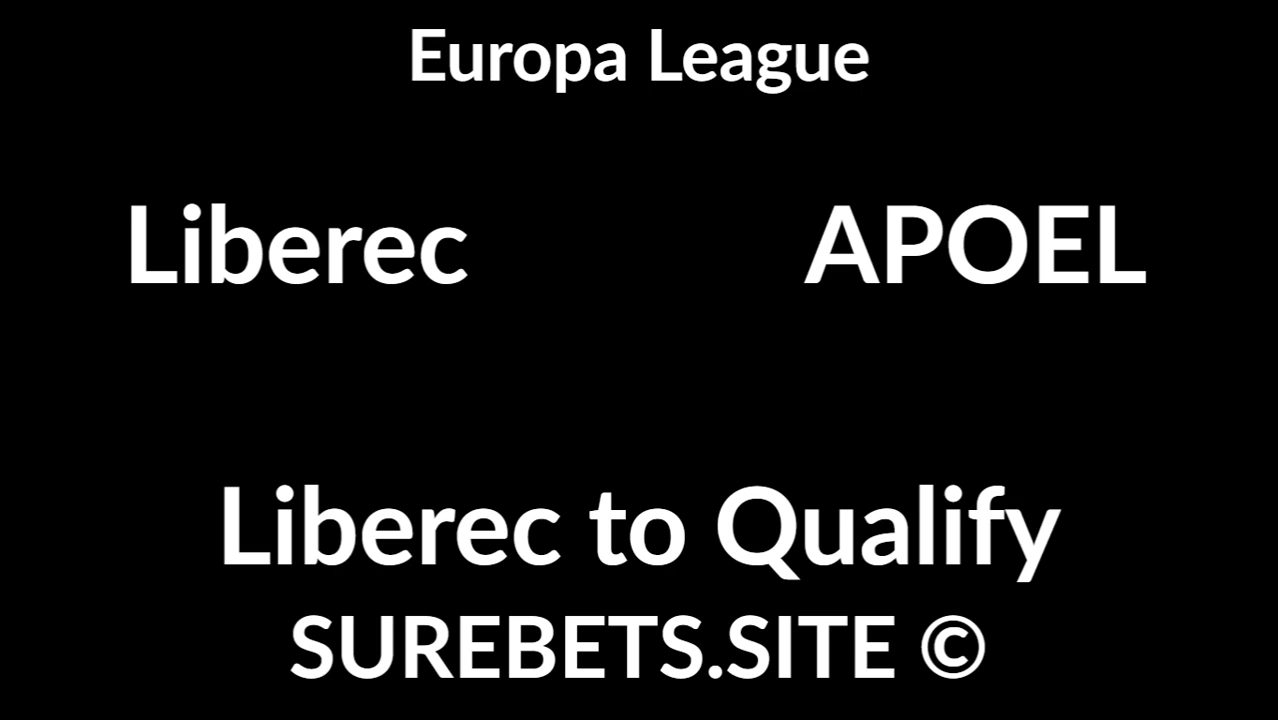 Europa League
Liberec APOEL
Liberec to Qualify
SUREBETS.SITE ©